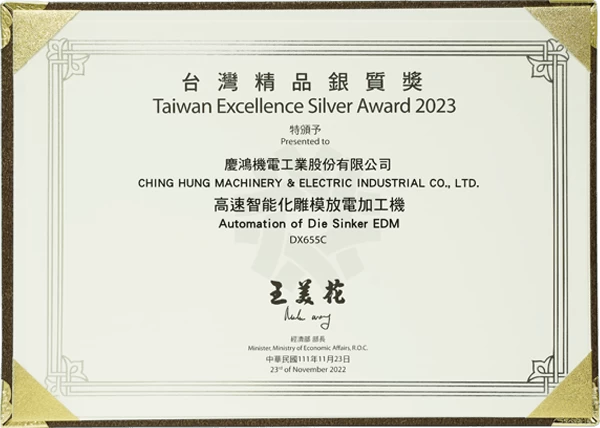 台灣精品銀質獎
Taiwan Excellence Silver Award 2023
特頒予
Presented to
慶鴻機電工業股份有限公司
CHING HUNG MACHINERY & ELECTRIC INDUSTRIAL CO., LTD.
高速智能化雕模放電加工機
Automation of Die Sinker EDM
DX655C
王美花
經濟部 部長
Minister, Ministry of Economic Affairs, R.O.C.
中華民國111年11月23日
23rd of November 2022